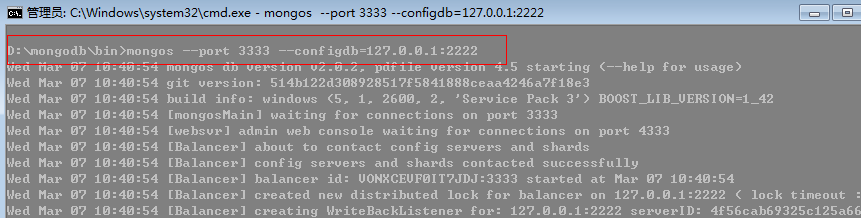 管理员: C:\Windows\system32\cmd.exe - mongos  --port 3333 --configdb=127.0.0.1:2222
D:\mongodb\bin>mongos --port 3333 --configdb=127.0.0.1:2222
Wed Mar 07 10:40:54 mongos db version v2.0.2, pdfile version 4.5 starting (--help for usage)
Wed Mar 07 10:40:54 git version: 514b122d308928517f5841888ceaa4246a7f18e3
Wed Mar 07 10:40:54 build info: windows (5, 1, 2600, 2, 'Service Pack 3') BOOST_LIB_VERSION=1_42
Wed Mar 07 10:40:54 [mongosMain] waiting for connections on port 3333
Wed Mar 07 10:40:54 [websvr] admin web console waiting for connections on port 4333
Wed Mar 07 10:40:54 [Balancer] about to contact config servers and shards
Wed Mar 07 10:40:54 [Balancer] config servers and shards contacted successfully
Wed Mar 07 10:40:54 [Balancer] balancer id: VONXCEVF0IT7JDJ:3333 started at Mar 07 10:40:54
Wed Mar 07 10:40:54 [Balancer] created new distributed lock for balancer on 127.0.0.1:2222 ( lock timeout :
Wed Mar 07 10:40:54 [Balancer] creating WriteBackListener for: 127.0.0.1:2222 serverID: 4f56cab69325c125a66